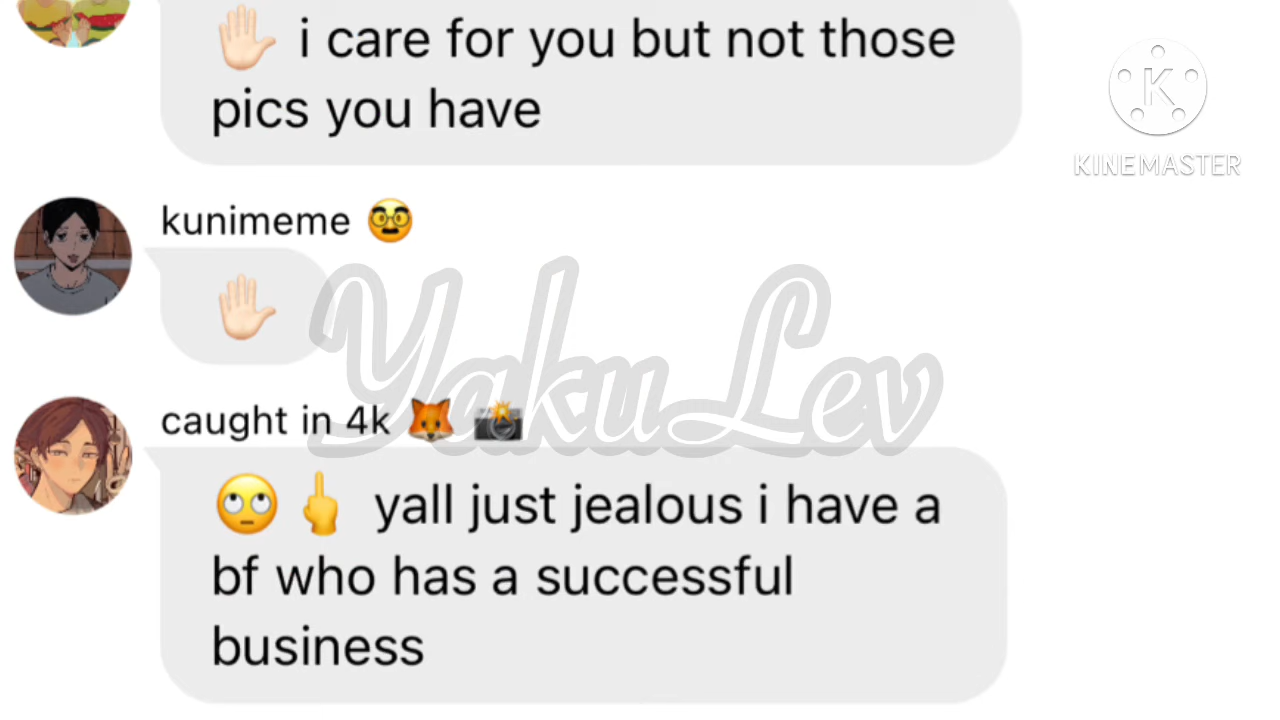 ✋🏻 i care for you but not those
pics you have
KINEMASTER
kunimeme 🥸
✋🏻
YakuLev
caught in 4k 🦊 📸
🙄🖕 yall just jealous i have a
bf who has a successful
business